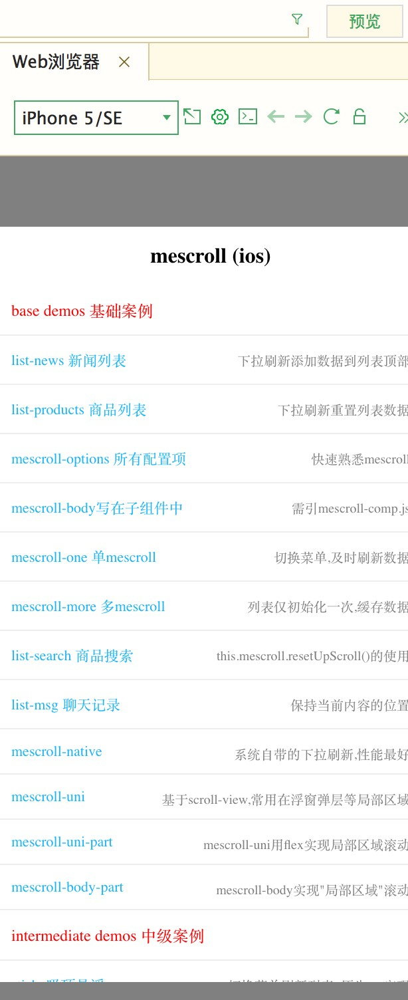 预览
Web浏览器
iPhone 5/SE
mescroll (ios)
base demos 基础案例
list-news 新闻列表 下拉刷新添加数据到列表顶部
list-products 商品列表 下拉刷新重置列表数据
mescroll-options 所有配置项 快速熟悉mescroll
mescroll-body写在子组件中 需引mescroll-comp.js
mescroll-one 单mescroll 切换菜单,及时刷新数据
mescroll-more 多mescroll 列表仅初始化一次,缓存数据
list-search 商品搜索 this.mescroll.resetUpScroll()的使用
list-msg 聊天记录 保持当前内容的位置
mescroll-native 系统自带的下拉刷新,性能最好
mescroll-uni 基于scroll-view,常用在浮窗弹层等局部区域
mescroll-uni-part mescroll-uni用flex实现局部区域滚动
mescroll-body-part mescroll-body实现"局部区域"滚动
intermediate demos 中级案例